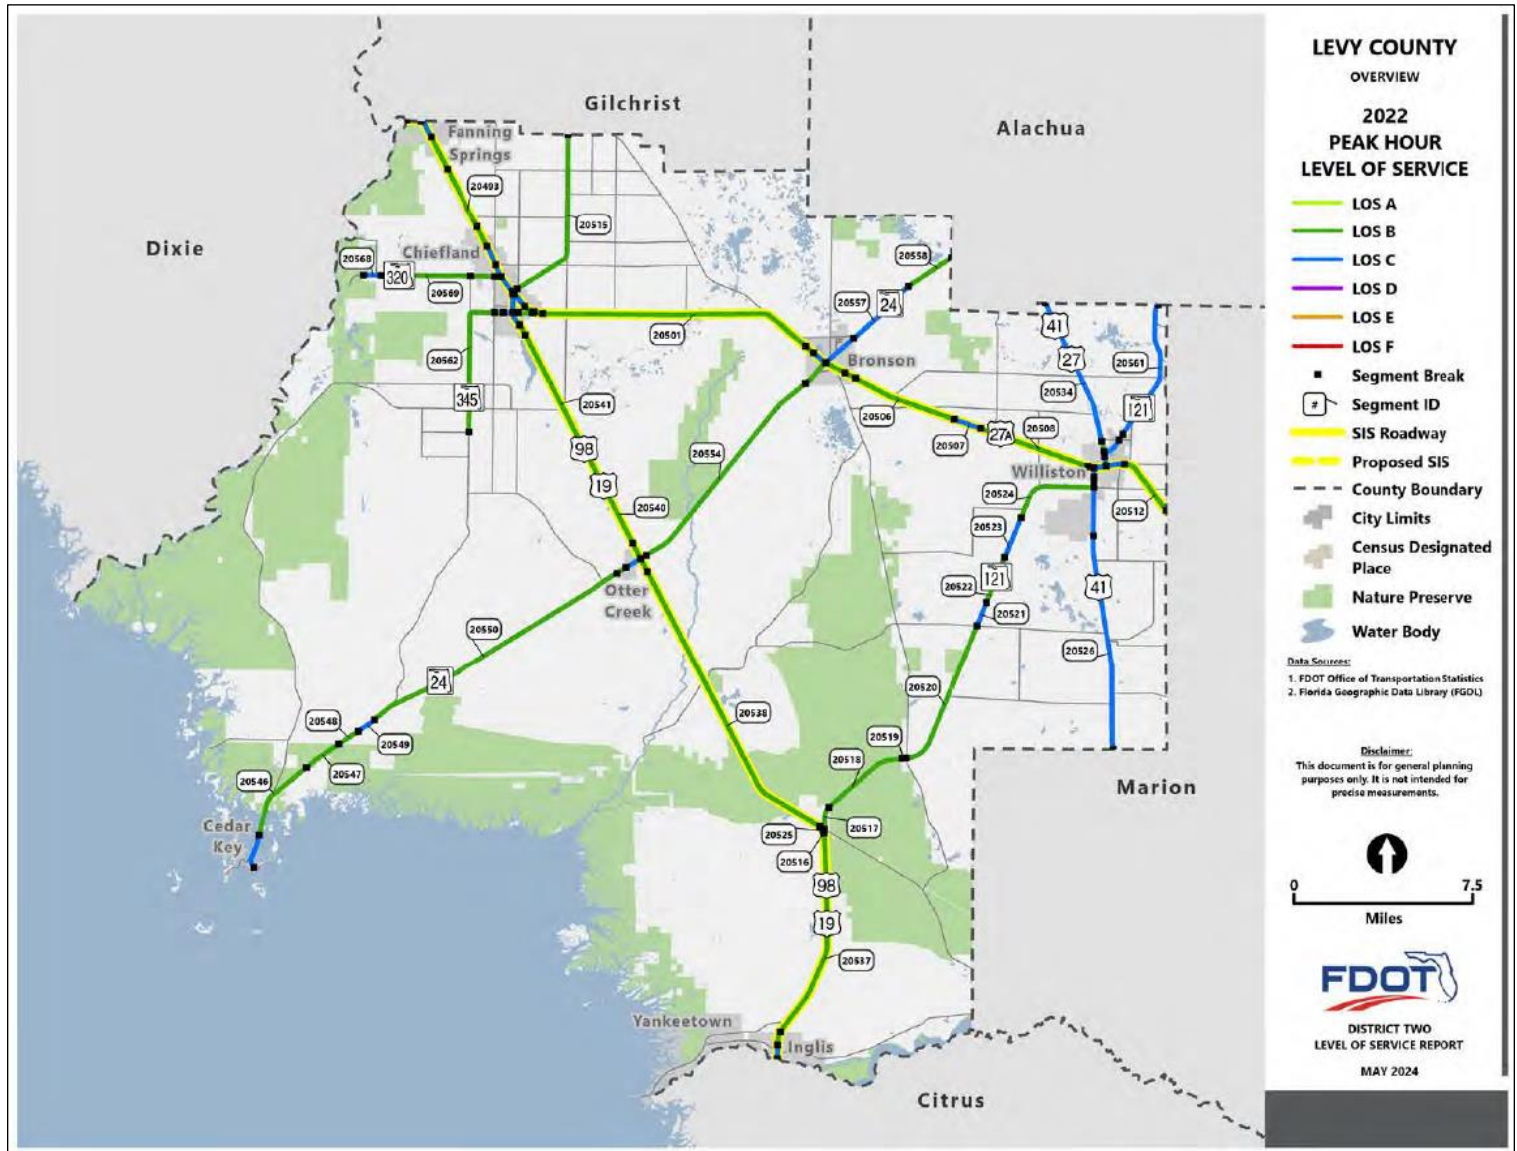 Gilchrist
Alachua
Dixie
Fanning
Springs
20493
20515
Chiefland
20568
320
20569
20558
20557
24
20501
Bronson
41
27
20561
20534
20562
345
121
20541
20506
20508
27A
20507
98
20554
Williston
19
20524
20512
20540
20523
121
20522
41
20521
Otter
Creek
20550
20526
24
20520
20538
20548
20549
20519
20518
20546
20547
Marion
Cedar
Key
20525
20517
20516
98
19
20537
Yankeetown
Inglis
Citrus
LEVY COUNTY
OVERVIEW
2022
PEAK HOUR
LEVEL OF SERVICE
LOS A
LOS B
LOS C
LOS D
LOS E
LOS F
Segment Break
# Segment ID
SIS Roadway
Proposed SIS
County Boundary
City Limits
Census Designated
Place
Nature Preserve
Water Body
Data Sources:
1. FDOT Office of Transportation Statistics
2. Florida Geographic Data Library (FGDL)
Disclaimer:
This document is for general planning
purposes only. It is not intended for
precise measurements.
0 7.5
Miles
FDOT
DISTRICT TWO
LEVEL OF SERVICE REPORT
MAY 2024